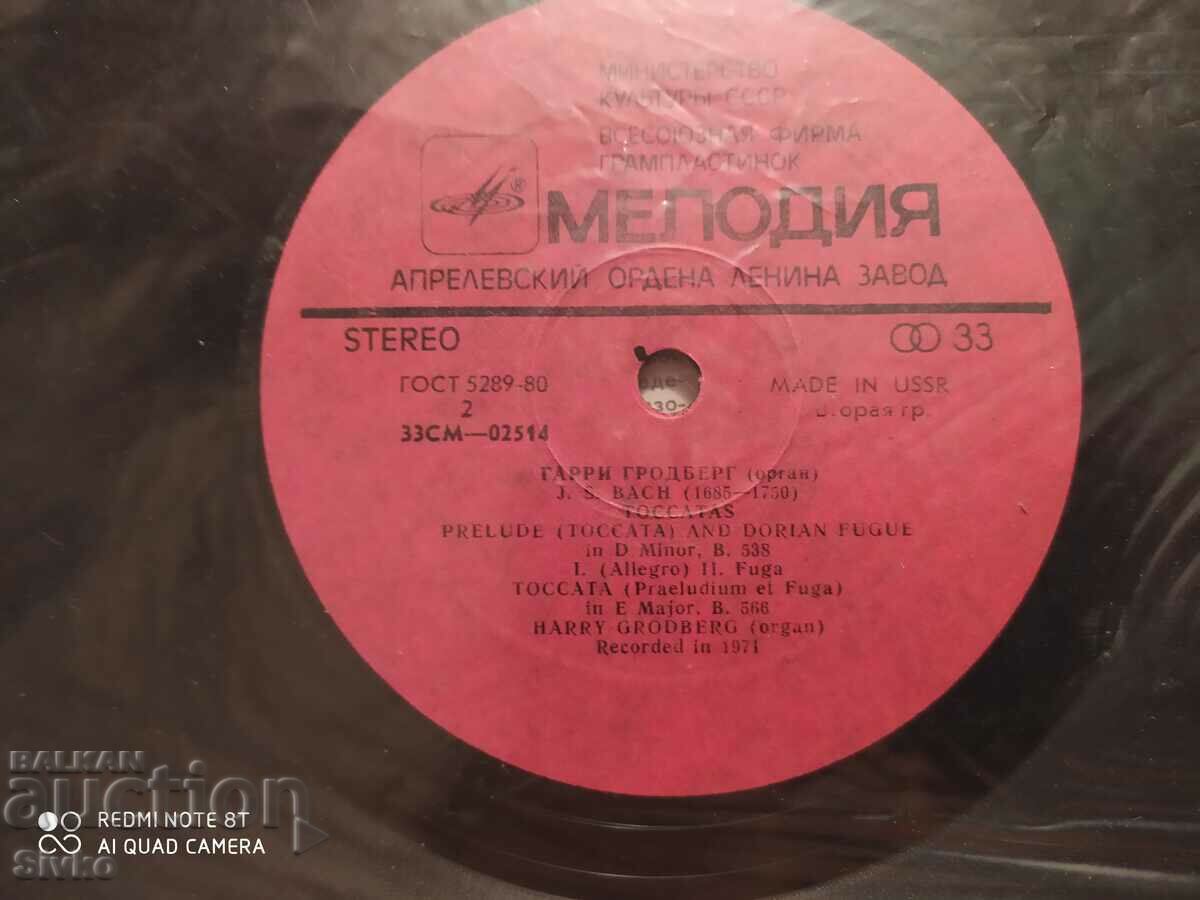 МИНИСТЕРСТВО
КУЛЬТУРЫ СССР
ВСЕСОЮЗНАЯ ФИРМА
ГРАМПЛАСТИНОК
®
МЕЛОДИЯ
АПРЕЛЕВСКИЙ ОРДЕНА ЛЕНИНА ЗАВОД
STEREO 33
ГОСТ 5289-80 MADE IN USSR
2 гр.
33СМ—02514
ГАРРИ ГРОДБЕРГ (орган)
J. S. BACH (1685—1750)
TOCCATAS
PRELUDE (TOCCATA) AND DORIAN FUGUE
in D Minor, B. 538
I. (Allegro) II. Fuga
TOCCATA (Praeludium et Fuga)
in E Major, B. 566
HARRY GRODBERG (organ)
Recorded in 1971
BALKAN
auction
REDMI NOTE 8T
AI QUAD CAMERA
Sivko